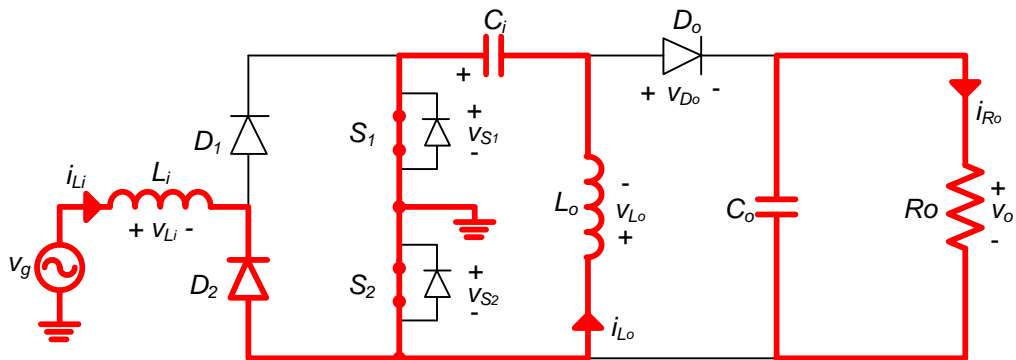 Ci
Do
+
+ vDo -
D1
S1
+
vS1
-
iRo
iLi
Li
+ vLi -
Lo
-
vLo
+
Co
Ro
+
vo
-
vg
D2
S2
+
vS2
-
iLo